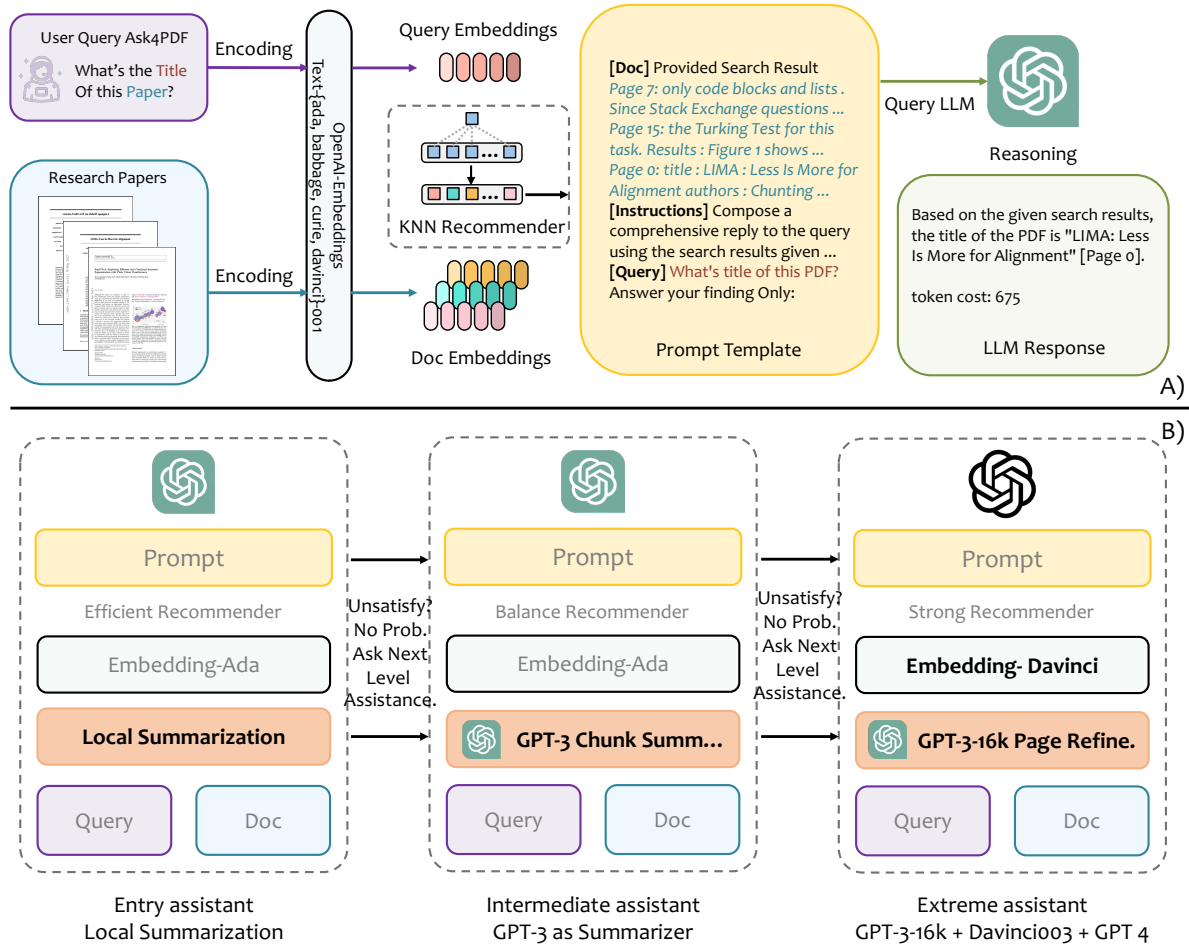 User Query Ask4PDF
What's the Title
Of this Paper?
Encoding
Research Papers
Encoding
OpenAI-Embeddings
Text-{ada, babbage, curie, davinci}-001
Query Embeddings
KNN Recommender
Doc Embeddings
[Doc] Provided Search Result
Page 7: only code blocks and lists .
Since Stack Exchange questions ...
Page 15: the Turking Test for this
task. Results : Figure 1 shows ...
Page 0: title : LIMA : Less Is More for
Alignment authors : Chunting ...
[Instructions] Compose a
comprehensive reply to the query
using the search results given ...
[Query] What's title of this PDF?
Answer your finding Only:
Prompt Template
Query LLM
Reasoning
Based on the given search results,
the title of the PDF is "LIMA: Less
Is More for Alignment" [Page 0].
token cost: 675
LLM Response
A)
B)
Prompt
Efficient Recommender
Embedding-Ada
Local Summarization
Query
Doc
Entry assistant
Local Summarization
Unsatisfy?
No Prob.
Ask Next
Level
Assistance.
Prompt
Balance Recommender
Embedding-Ada
GPT-3 Chunk Summ...
Query
Doc
Intermediate assistant
GPT-3 as Summarizer
Unsatisfy?
No Prob.
Ask Next
Level
Assistance.
Prompt
Strong Recommender
Embedding- Davinci
GPT-3-16k Page Refine.
Query
Doc
Extreme assistant
GPT-3-16k + Davinci003 + GPT 4